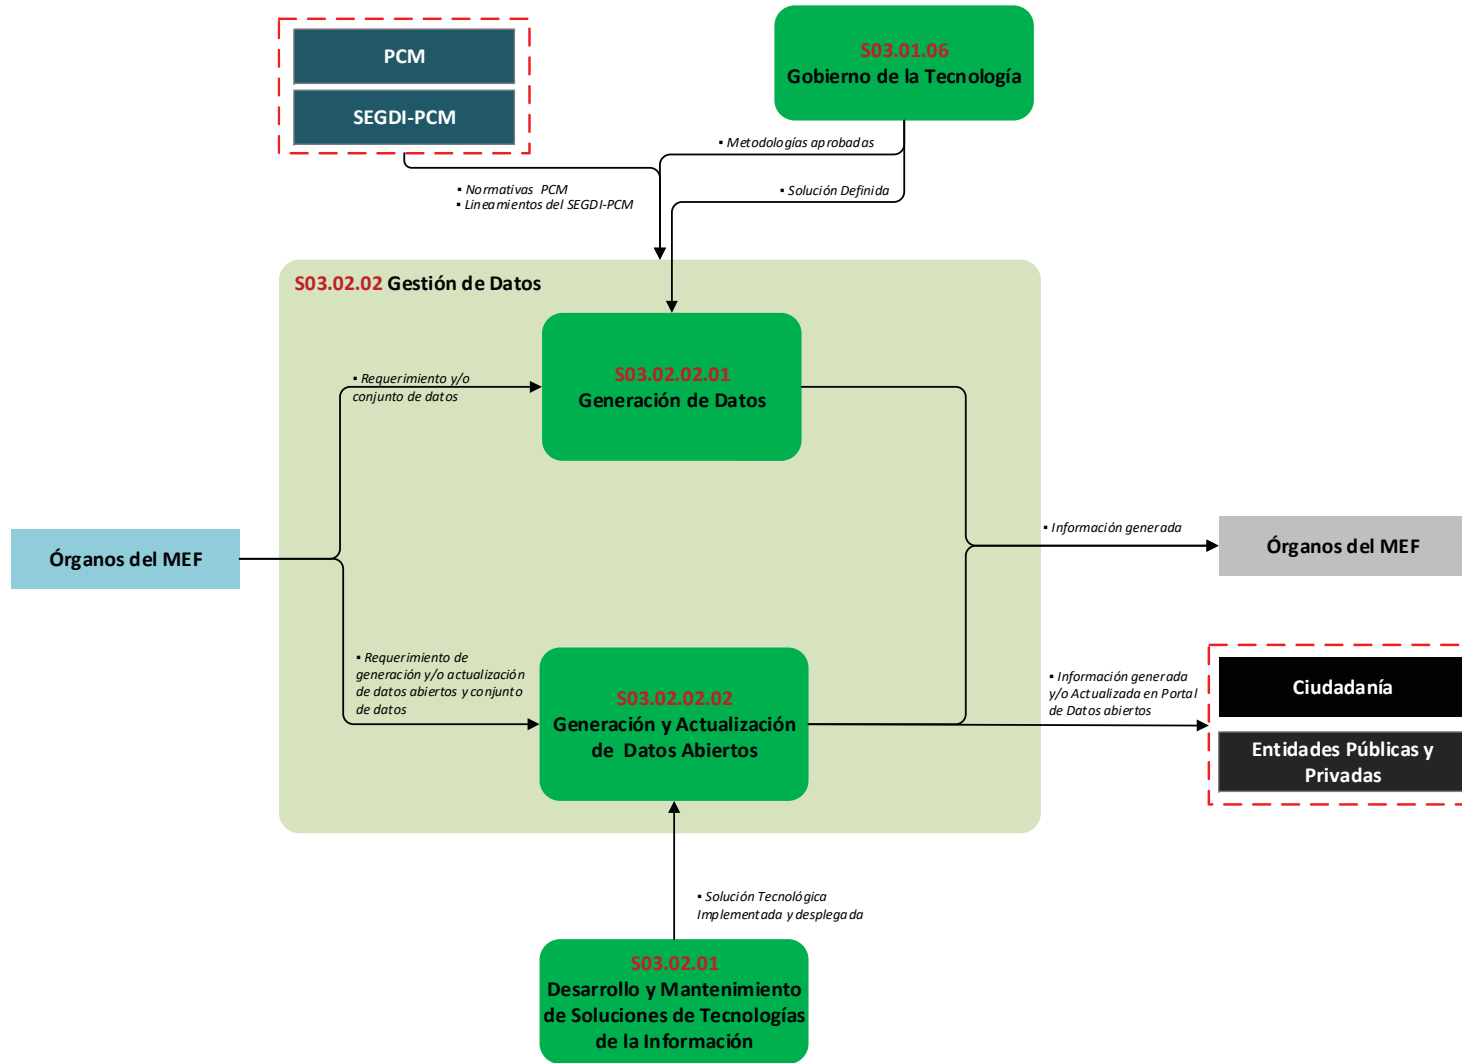 PCM
SEGDI-PCM
S03.01.06
Gobierno de la Tecnología
▪ Metodologías aprobadas
▪ Normativas PCM
▪ Lineamientos del SEGDI-PCM
▪ Solución Definida
S03.02.02 Gestión de Datos
▪ Requerimiento y/o
conjunto de datos
S03.02.02.01
Generación de Datos
Órganos del MEF
▪ Información generada
Órganos del MEF
▪ Requerimiento de
generación y/o actualización
de datos abiertos y conjunto
de datos
S03.02.02.02
Generación y Actualización
de Datos Abiertos
▪ Información generada
y/o Actualizada en Portal
de Datos abiertos
Ciudadanía
Entidades Públicas y
Privadas
▪ Solución Tecnológica
Implementada y desplegada
S03.02.01
Desarrollo y Mantenimiento
de Soluciones de Tecnologías
de la Información